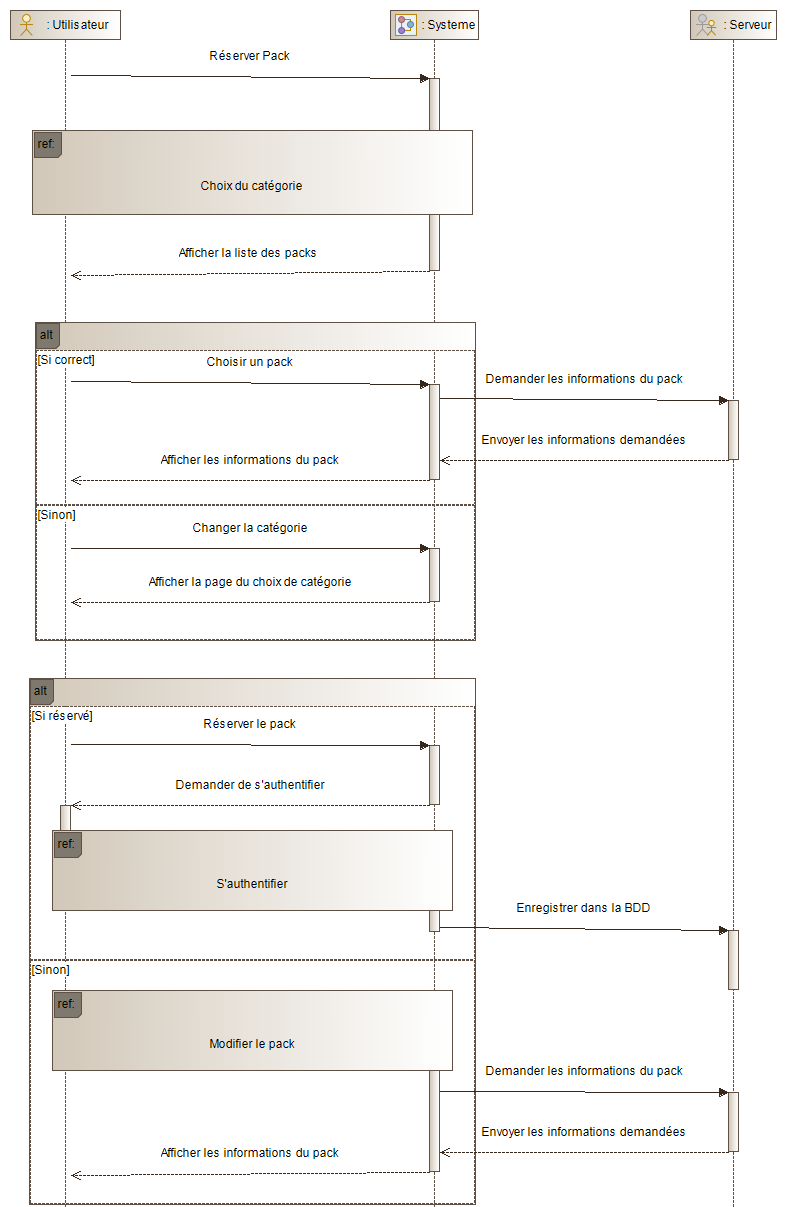 : Utilisateur
: Systeme
: Serveur
Réserver Pack
ref:
Choix du catégorie
Afficher la liste des packs
alt
[Si correct]
Choisir un pack
Demander les informations du pack
Envoyer les informations demandées
Afficher les informations du pack
[Sinon]
Changer la catégorie
Afficher la page du choix de catégorie
alt
[Si réservé]
Réserver le pack
Demander de s'authentifier
ref:
S'authentifier
Enregistrer dans la BDD
[Sinon]
ref:
Modifier le pack
Demander les informations du pack
Envoyer les informations demandées
Afficher les informations du pack